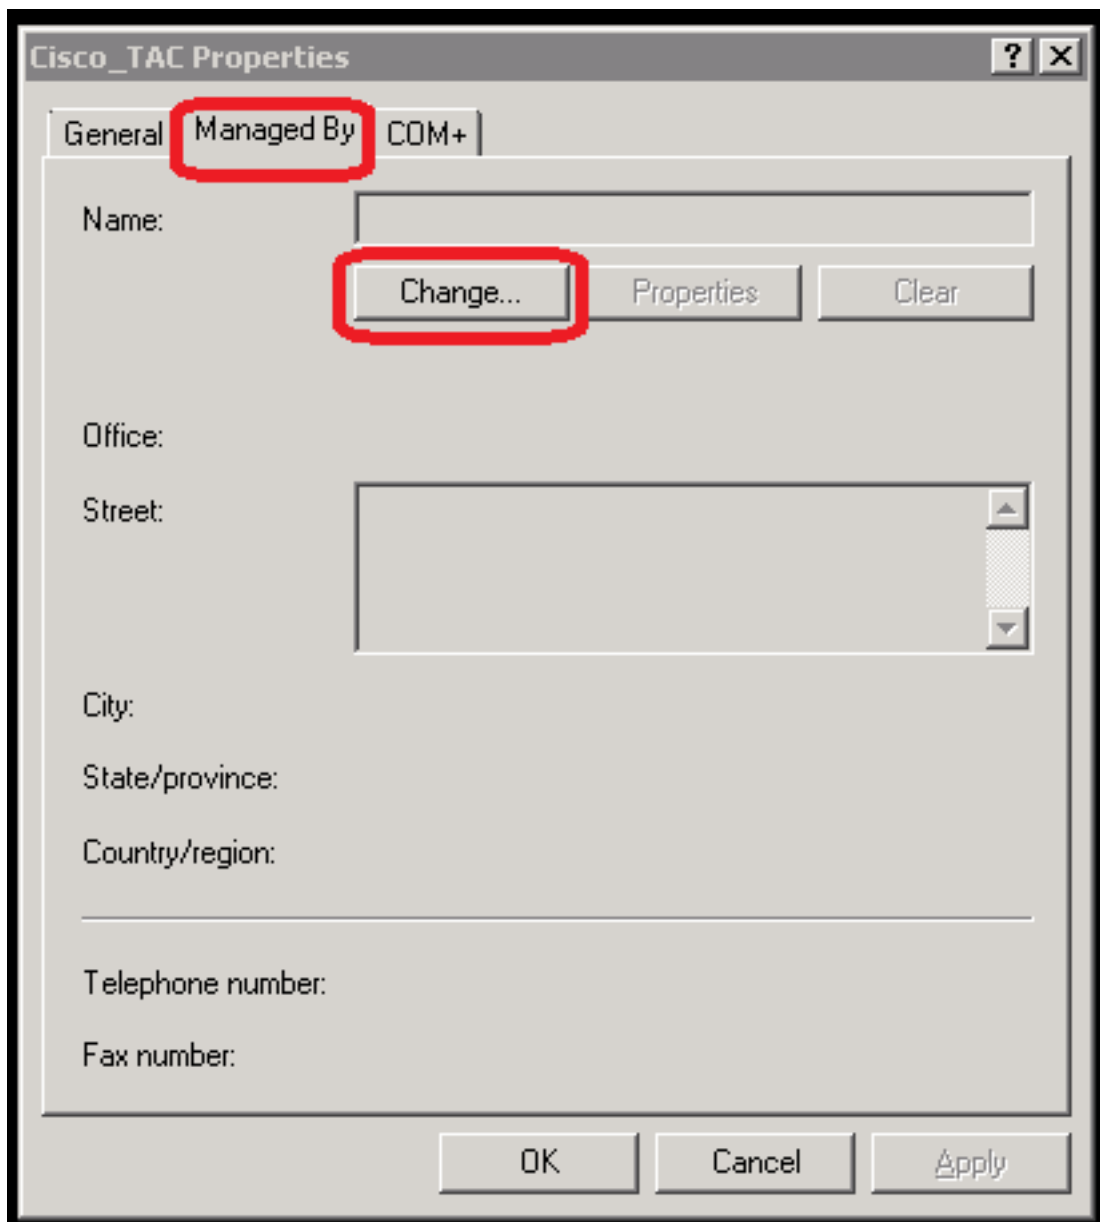 Cisco_TAC Properties
General Managed By COM+
Name:
Change... Properties Clear
Office:
Street:
City:
State/province:
Country/region:
Telephone number:
Fax number:
OK Cancel Apply